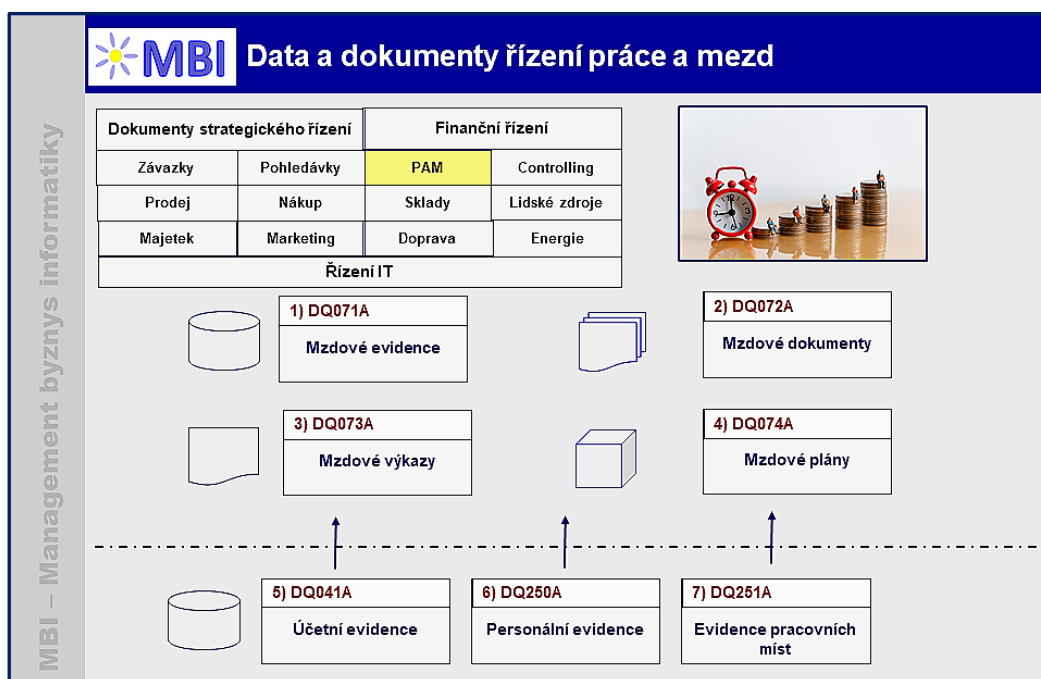 MBI Data a dokumenty řízení práce a mezd
MBI – Management byznys informatiky
Dokumenty strategického řízení
Finanční řízení
Závazky
Pohledávky
PAM
Controlling
Prodej
Nákup
Sklady
Lidské zdroje
Majetek
Marketing
Doprava
Energie
Řízení IT
1) DQ071A
Mzdové evidence
2) DQ072A
Mzdové dokumenty
3) DQ073A
Mzdové výkazy
4) DQ074A
Mzdové plány
5) DQ041A
Účetní evidence
6) DQ250A
Personální evidence
7) DQ251A
Evidence pracovních
míst